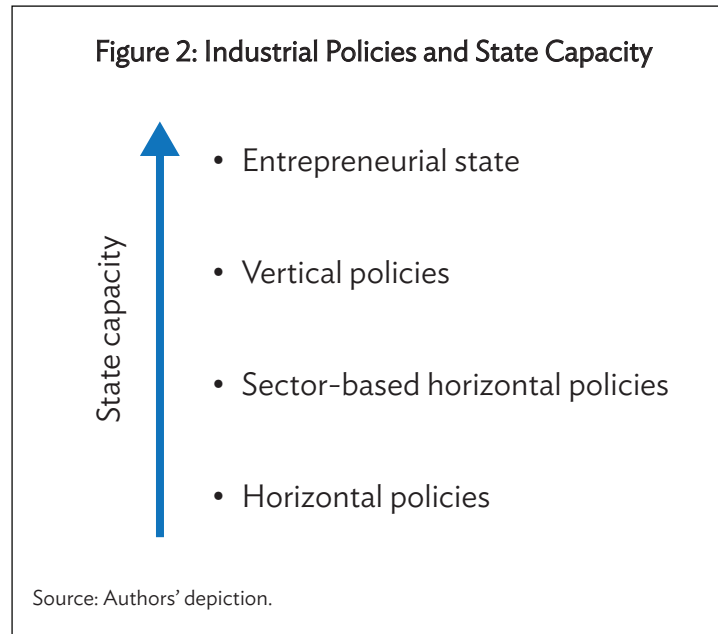 Figure 2: Industrial Policies and State Capacity
State capacity
• Entrepreneurial state
• Vertical policies
• Sector-based horizontal policies
• Horizontal policies
Source: Authors’ depiction.